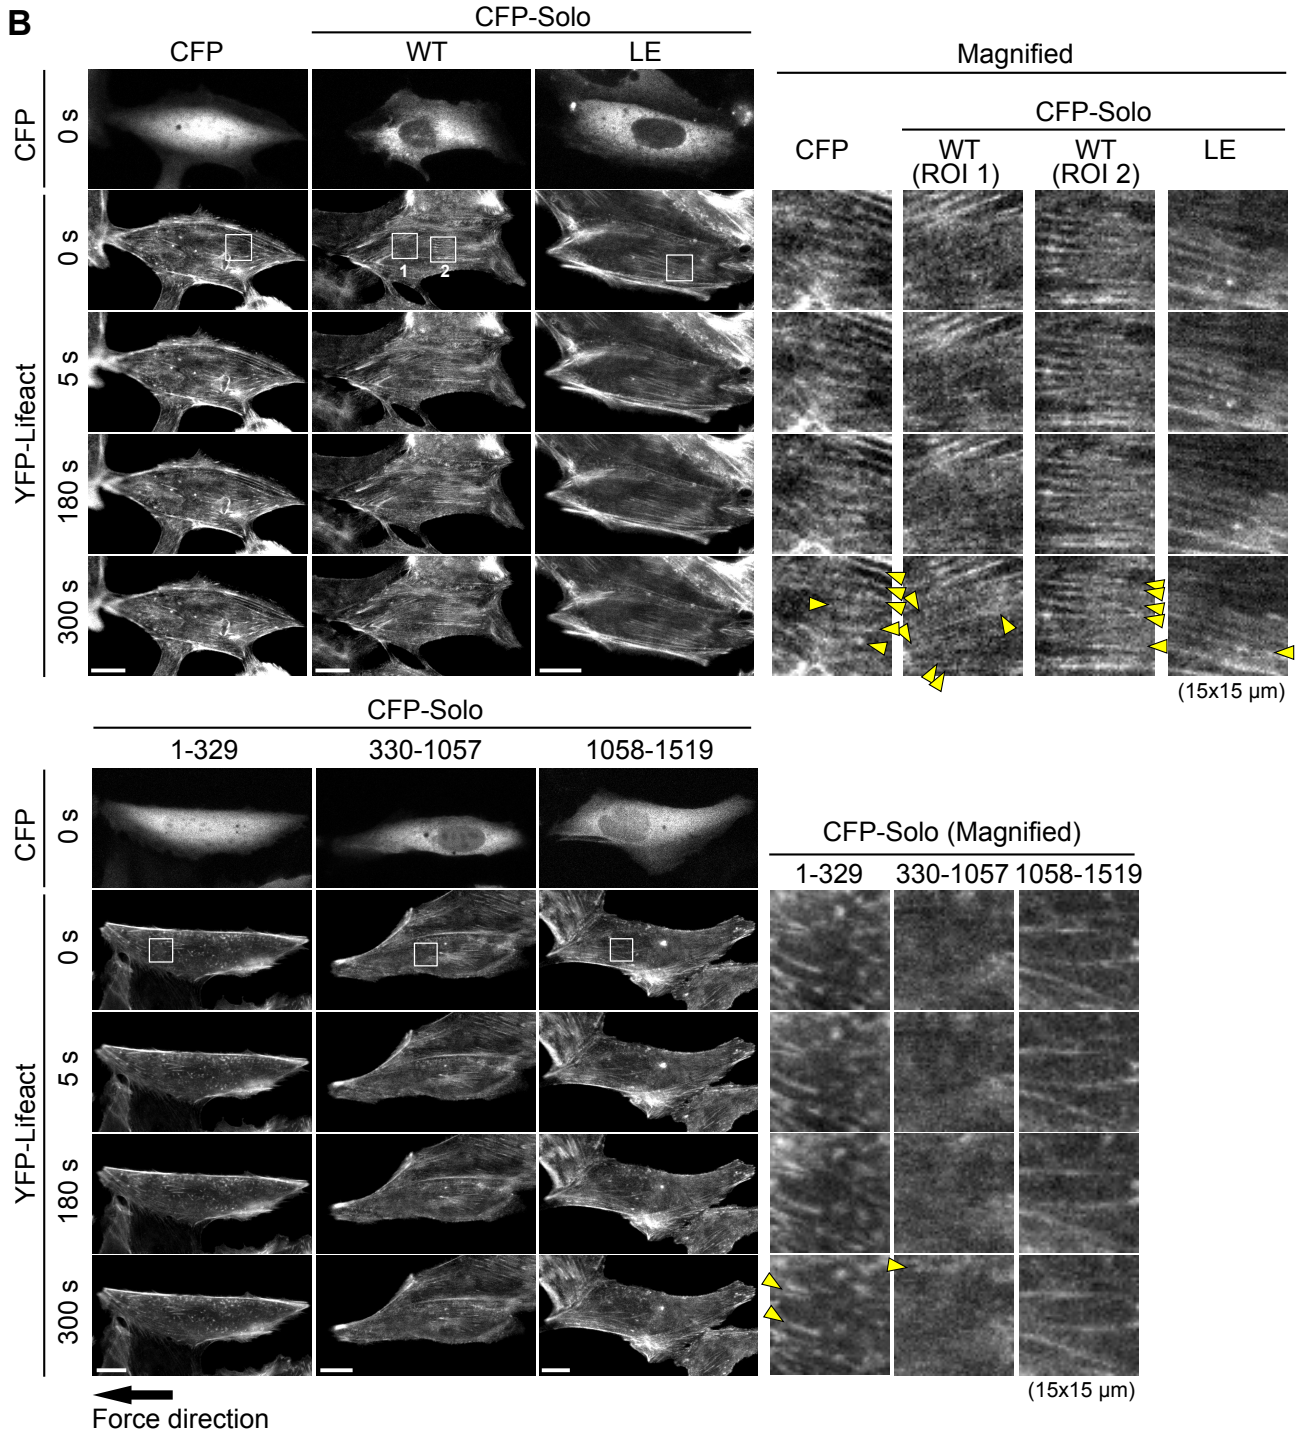 B
CFP-Solo
CFP WT LE
Magnified
CFP-Solo
CFP WT (ROI 1) WT (ROI 2) LE
CFP
0 s
YFP-Lifeact
0 s
1 2
5 s
180 s
300 s
(15x15 µm)
CFP-Solo
1-329 330-1057 1058-1519
CFP-Solo (Magnified)
1-329 330-1057 1058-1519
CFP
0 s
YFP-Lifeact
0 s
5 s
180 s
300 s
(15x15 µm)
Force direction